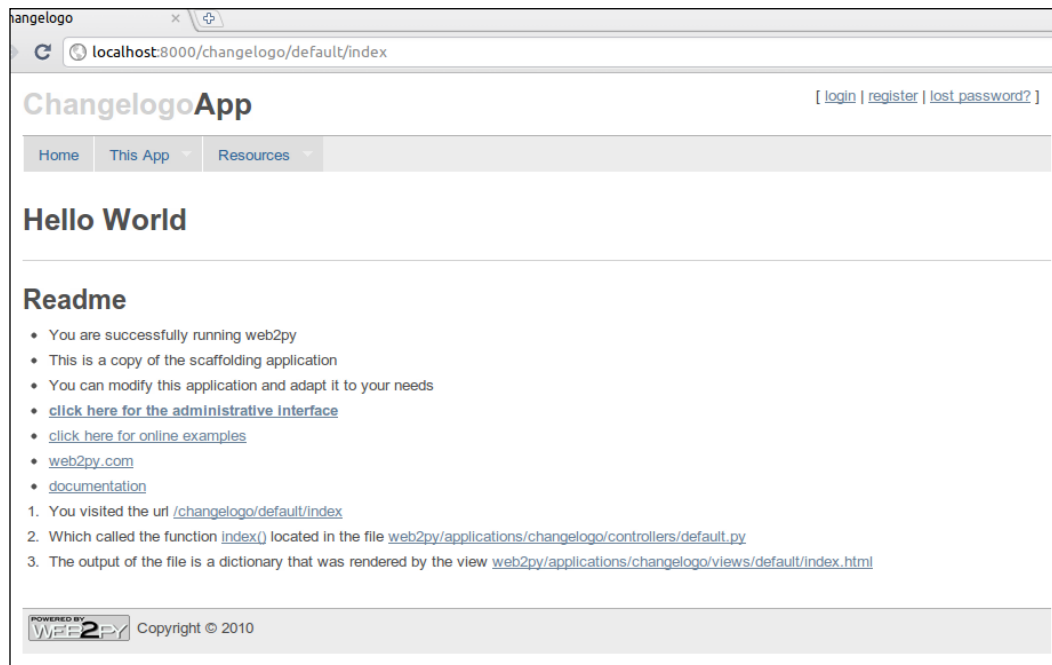 hangelogo
localhost:8000/changelogo/default/index
ChangelogoApp
[ login | register | lost password? ]
Home This App Resources
Hello World
Readme
• You are successfully running web2py
• This is a copy of the scaffolding application
• You can modify this application and adapt it to your needs
• click here for the administrative interface
• click here for online examples
• web2py.com
• documentation
1. You visited the url /changelogo/default/index
2. Which called the function index() located in the file web2py/applications/changelogo/controllers/default.py
3. The output of the file is a dictionary that was rendered by the view web2py/applications/changelogo/views/default/index.html
POWERED BY
WEB2PY Copyright © 2010